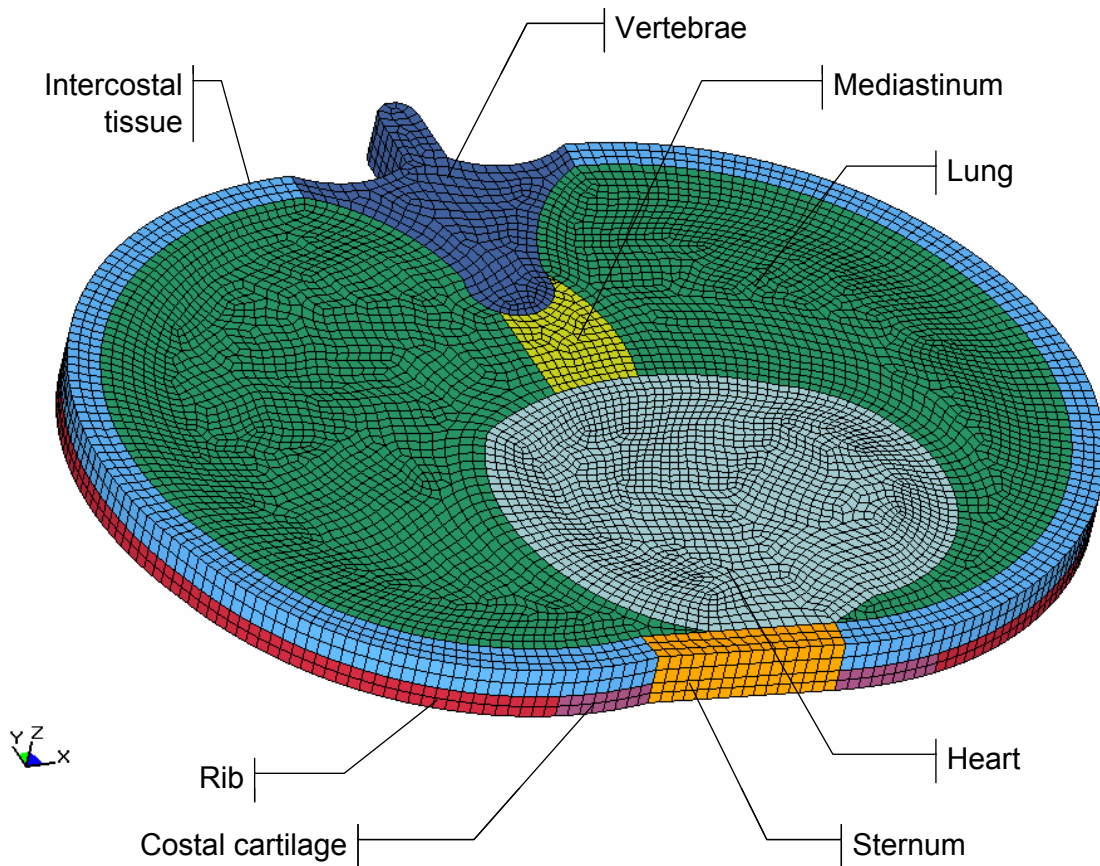 Vertebrae
Intercostal
tissue
Mediastinum
Lung
Y Z
X
Heart
Rib
Costal cartilage
Sternum